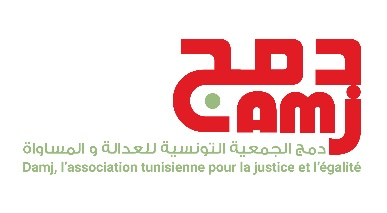 دمج
Damj
دمج الجمعية التونسية للعدالة و المساواة
Damj, l'association tunisienne pour la justice et l'égalité